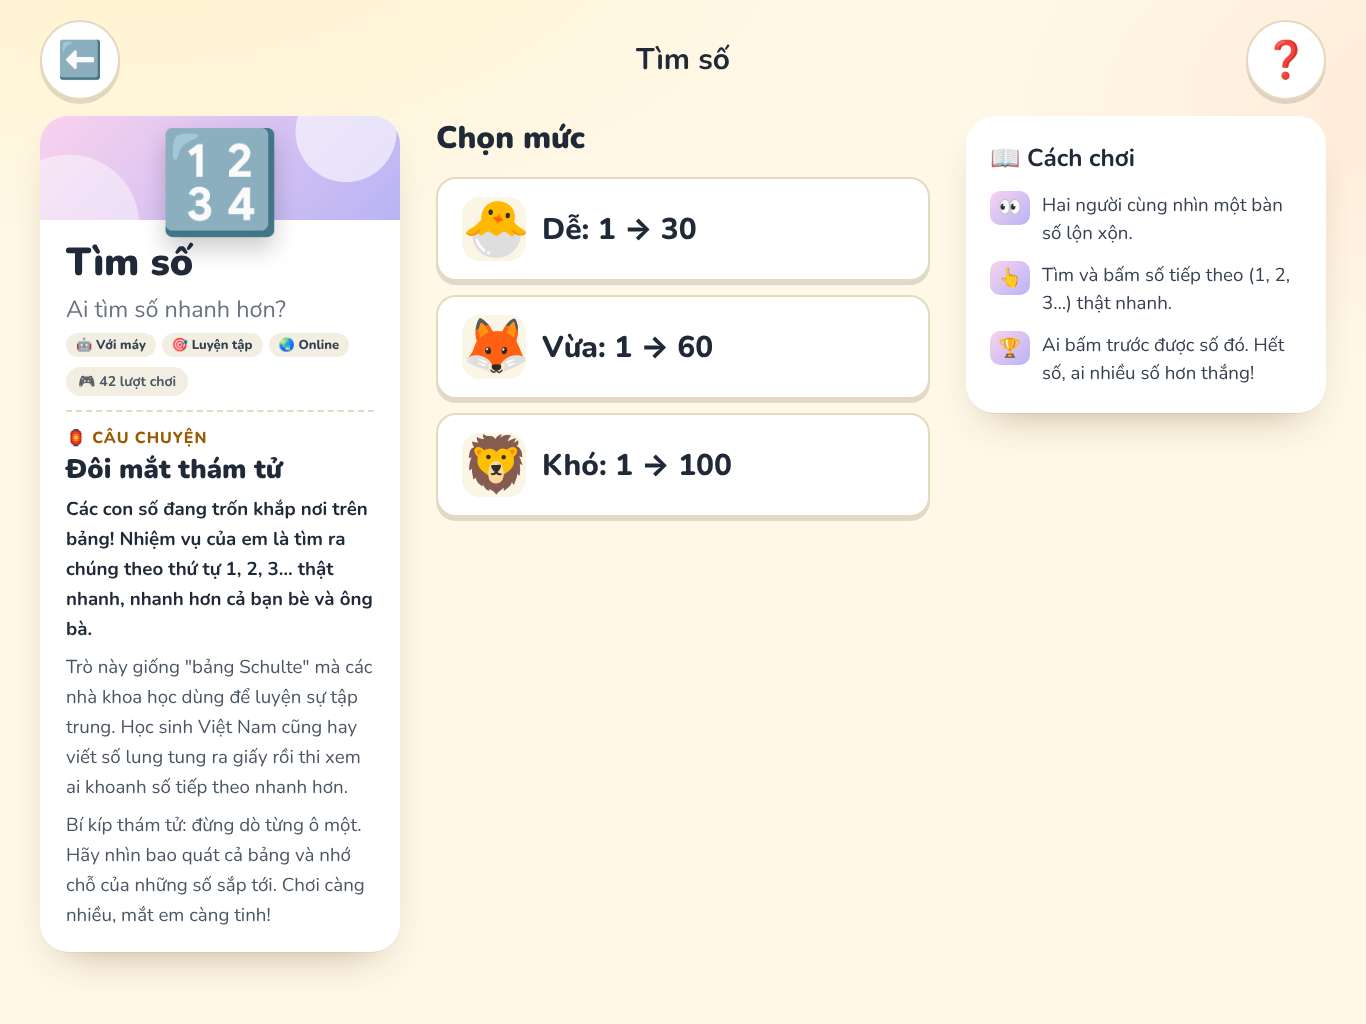 Tìm số
1 2
3 4
Tìm số
Ai tìm số nhanh hơn?
Với máy
Luyện tập
Online
42 lượt chơi
CÂU CHUYỆN
Đôi mắt thám tử
Các con số đang trốn khắp nơi trên
bảng! Nhiệm vụ của em là tìm ra
chúng theo thứ tự 1, 2, 3... thật
nhanh, nhanh hơn cả bạn bè và ông
bà.
Trò này giống "bảng Schulte" mà các
nhà khoa học dùng để luyện sự tập
trung. Học sinh Việt Nam cũng hay
viết số lung tung ra giấy rồi thi xem
ai khoanh số tiếp theo nhanh hơn.
Bí kíp thám tử: đừng dò từng ô một.
Hãy nhìn bao quát cả bảng và nhớ
chỗ của những số sắp tới. Chơi càng
nhiều, mắt em càng tinh!
Chọn mức
Dễ: 1 → 30
Vừa: 1 → 60
Khó: 1 → 100
Cách chơi
Hai người cùng nhìn một bàn
số lộn xộn.
Tìm và bấm số tiếp theo (1, 2,
3...) thật nhanh.
Ai bấm trước được số đó. Hết
số, ai nhiều số hơn thắng!